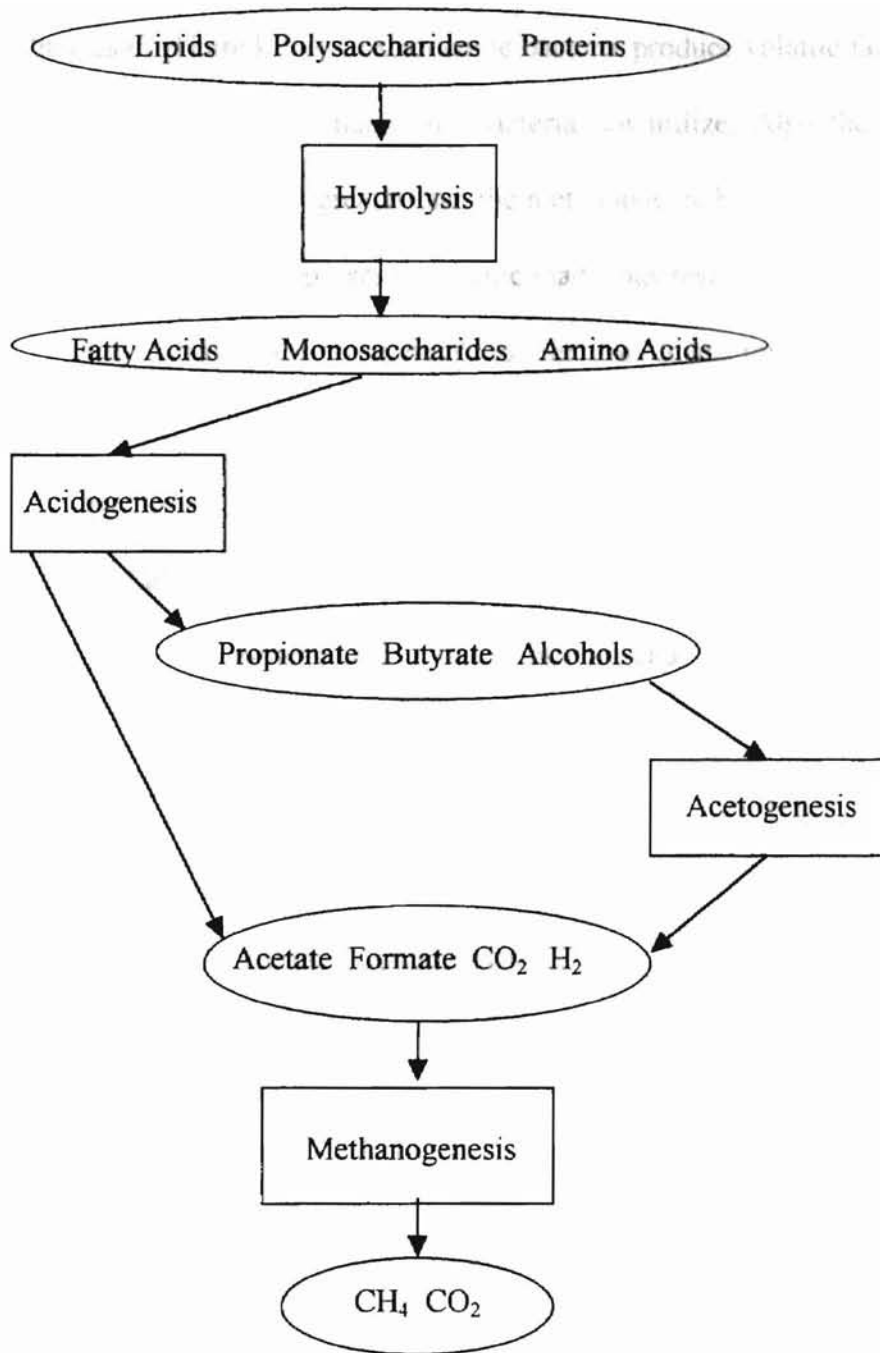 Lipids Polysaccharides Proteins
Hydrolysis
Fatty Acids Monosaccharides Amino Acids
Acidogenesis
Propionate Butyrate Alcohols
Acetogenesis
Acetate Formate CO₂ H₂
Methanogenesis
CH₄ CO₂